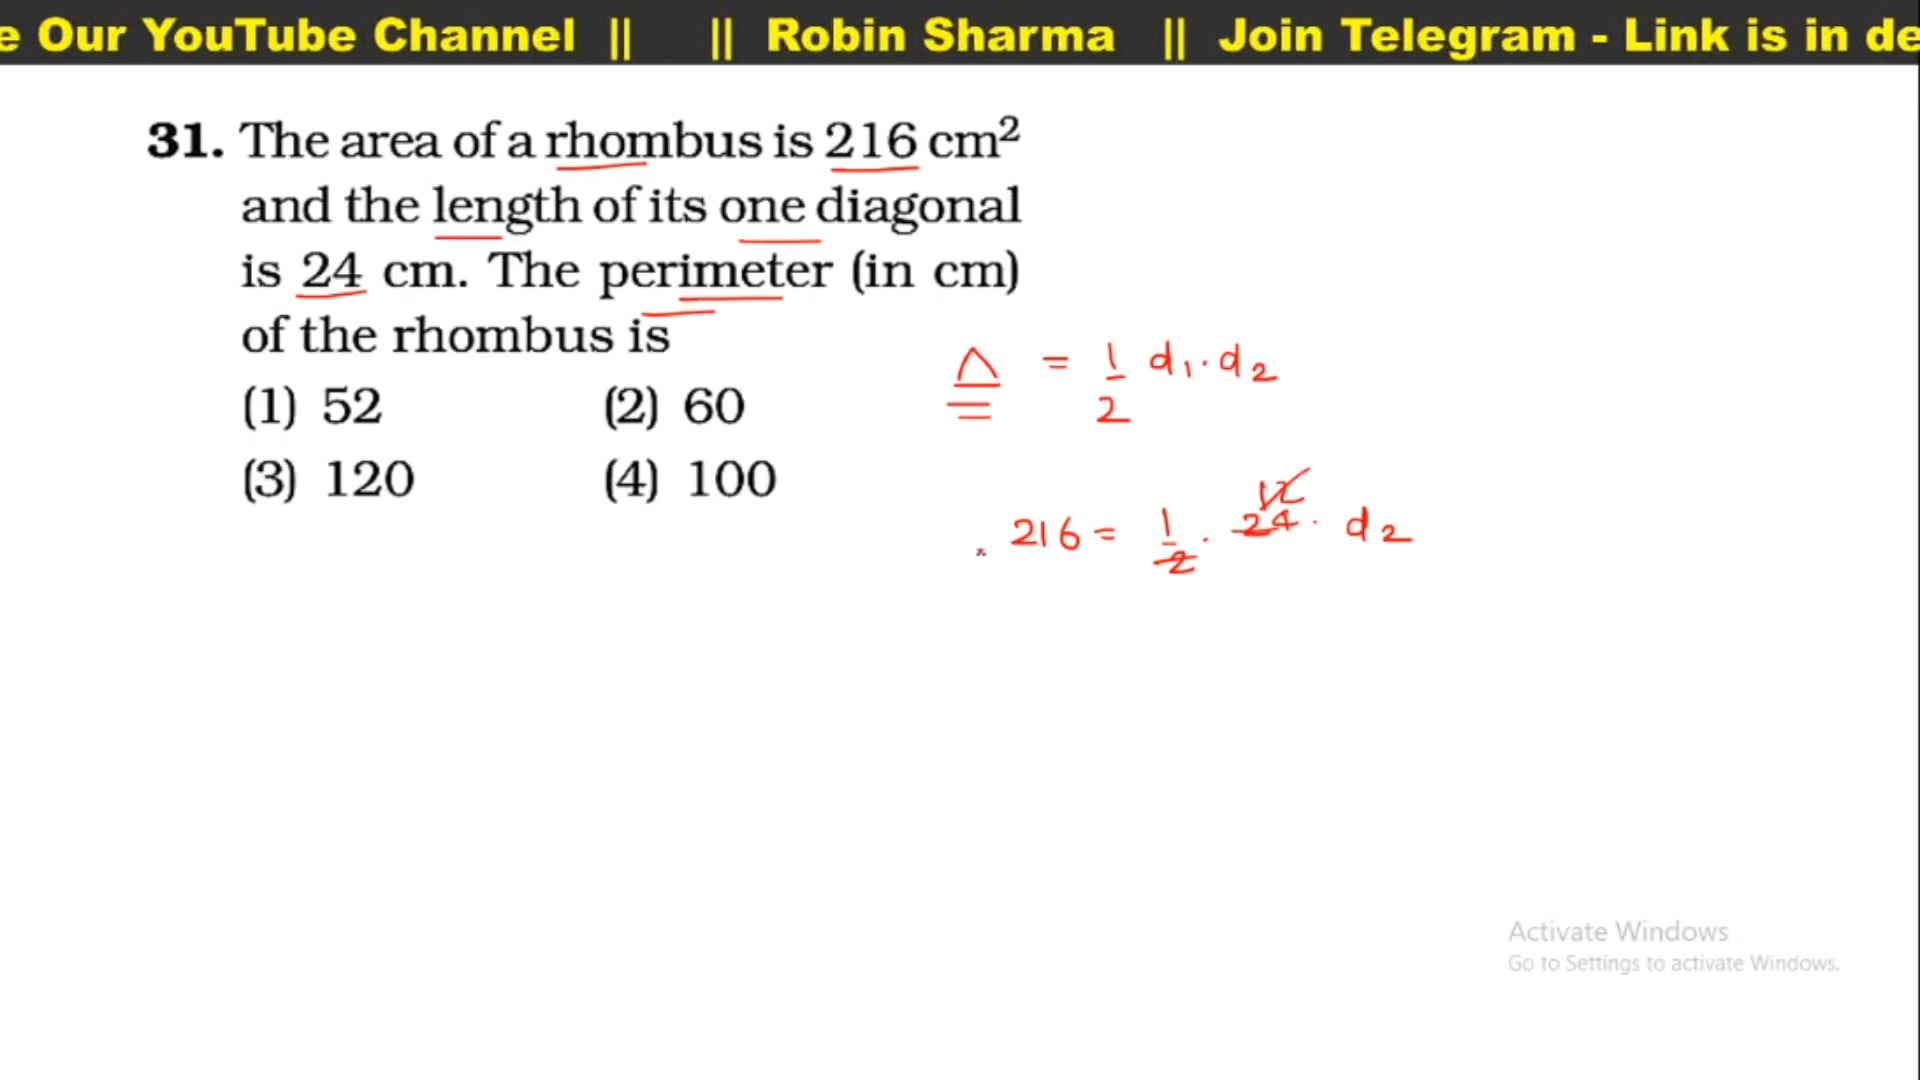 e Our YouTube Channel || || Robin Sharma || Join Telegram - Link is in de
31. The area of a rhombus is 216 cm²
and the length of its one diagonal
is 24 cm. The perimeter (in cm)
of the rhombus is
(1) 52 (2) 60
(3) 120 (4) 100
= 1/2 d₁.d₂
12
216 = 1/2 . 24 . d₂
Activate Windows
Go to Settings to activate Windows.